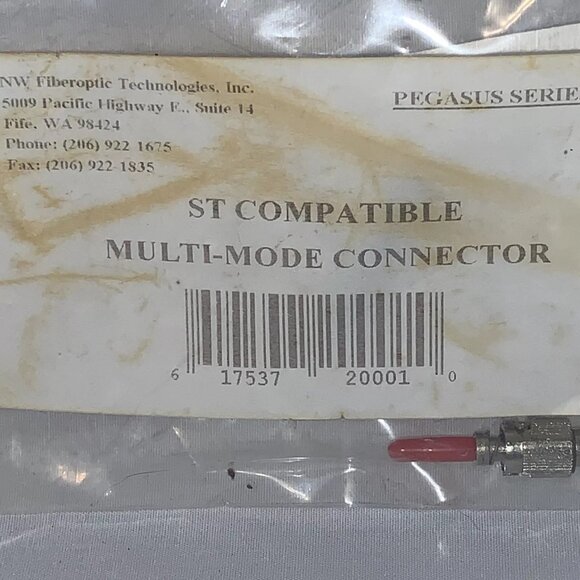 NW Fiberoptic Technologies, Inc.
5009 Pacific Highway E., Suite 14
Fife, WA 98424
Phone: (206) 922 1675
Fax: (206) 922-1835
PEGASUS SERIE
ST COMPATIBLE
MULTI-MODE CONNECTOR
6 17537 20001 0